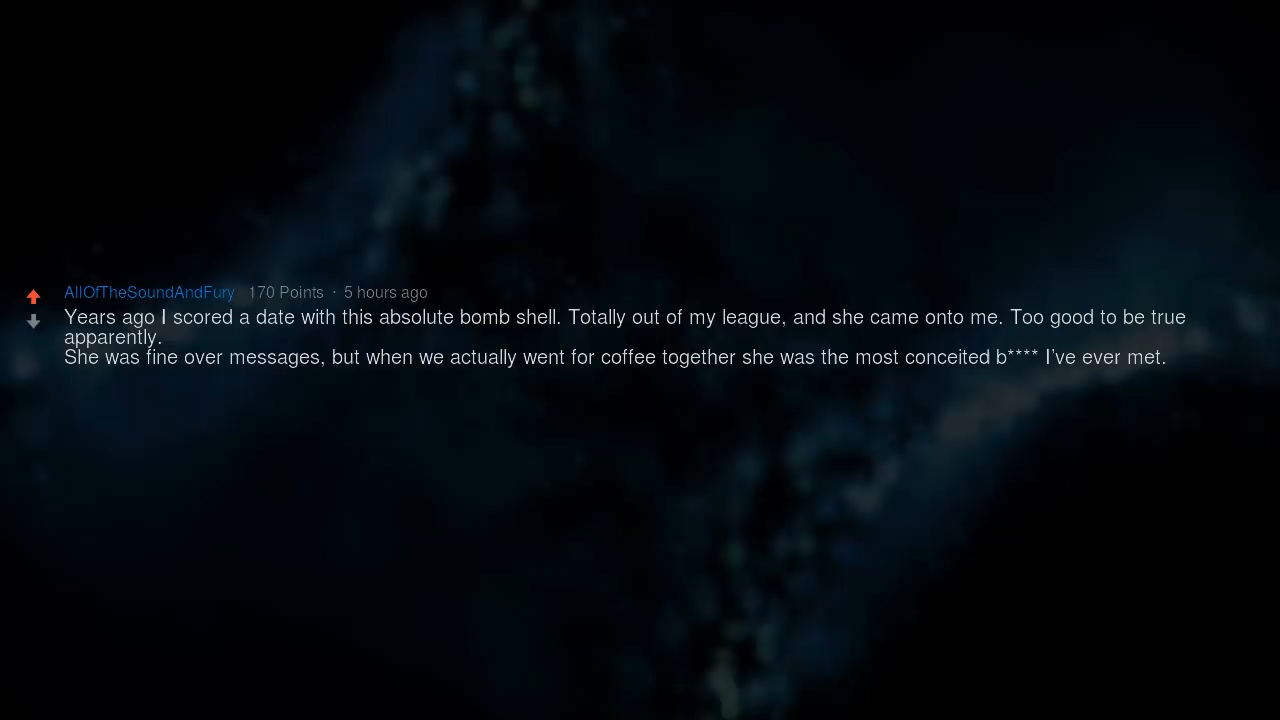 AllOfTheSoundAndFury 170 Points · 5 hours ago
Years ago I scored a date with this absolute bomb shell. Totally out of my league, and she came onto me. Too good to be true
apparently.
She was fine over messages, but when we actually went for coffee together she was the most conceited b**** I've ever met.